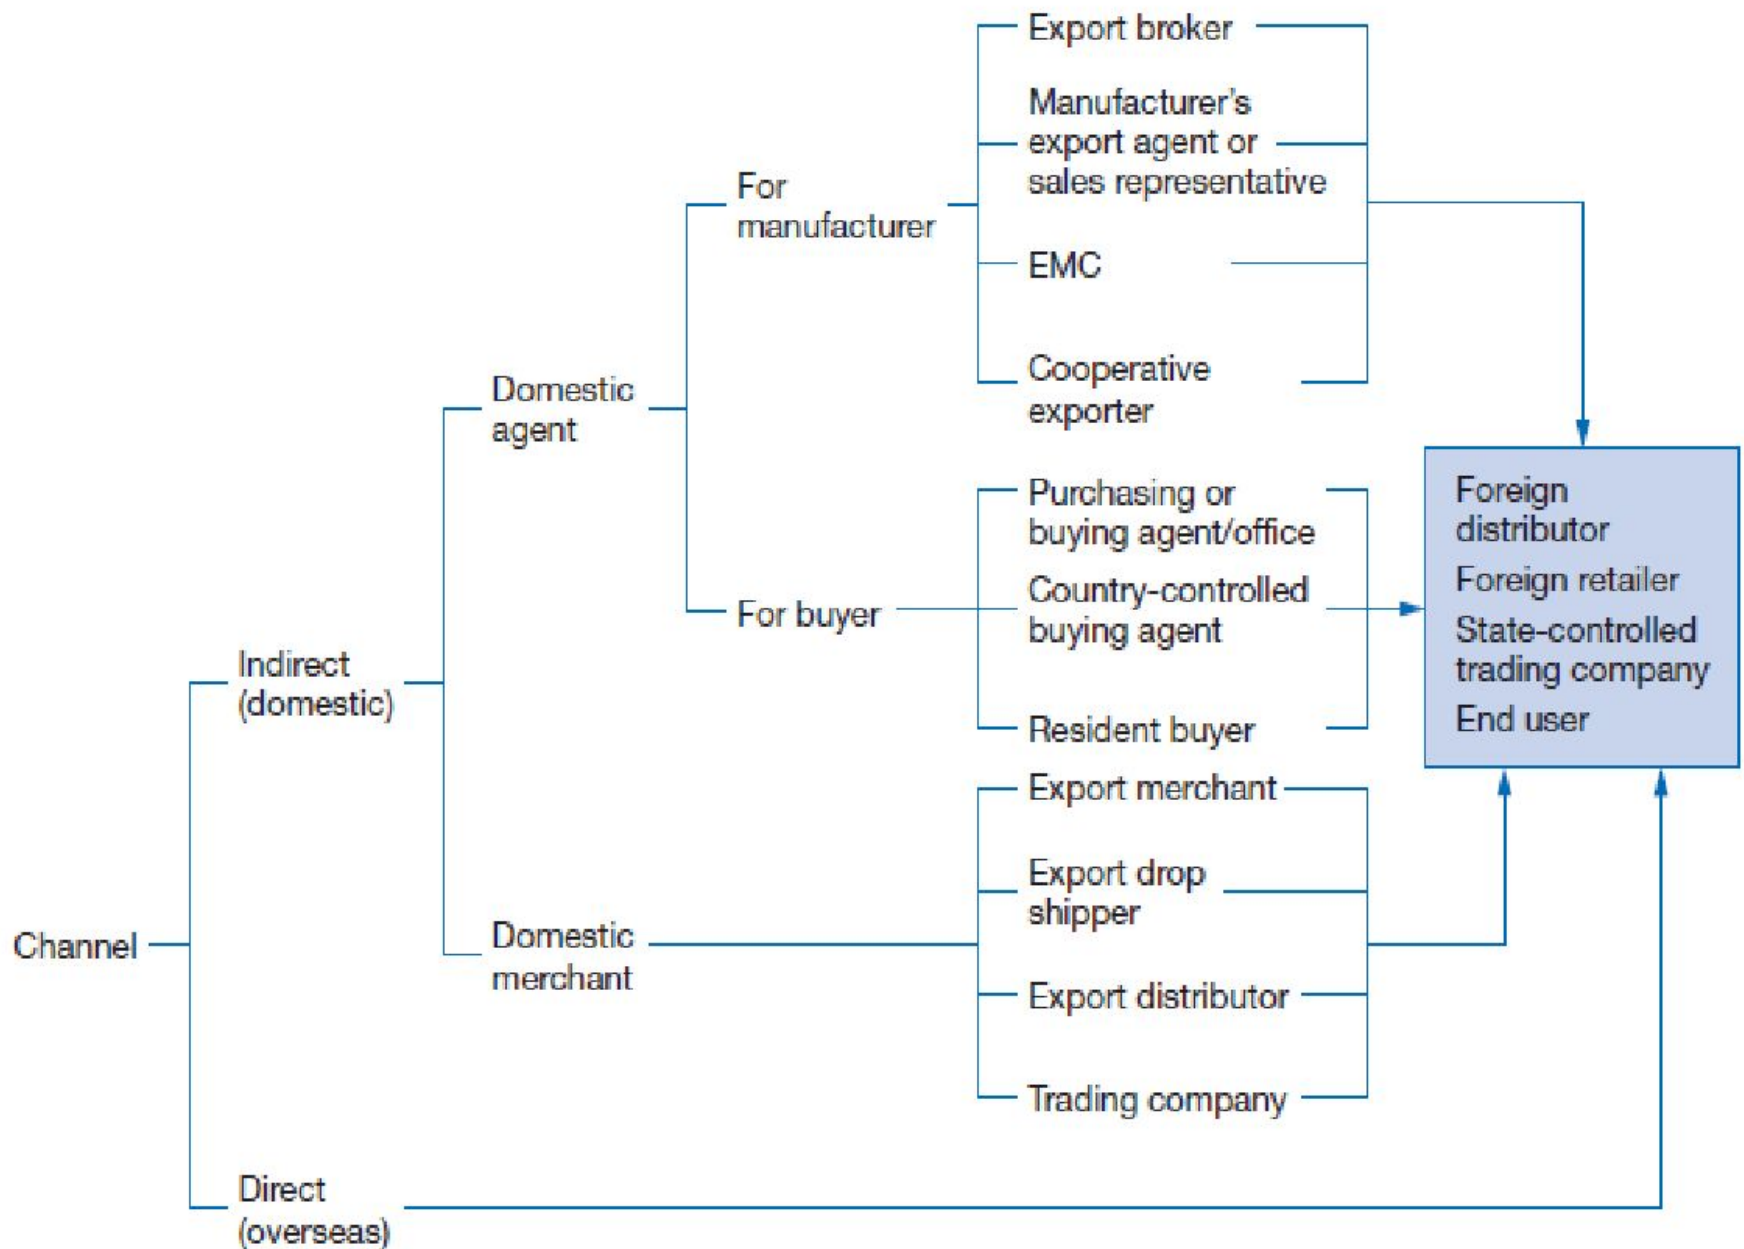 Export broker
Manufacturer's
export agent or
sales representative
For
manufacturer
EMC
Cooperative
exporter
Domestic
agent
Purchasing or
buying agent/office
Country-controlled
buying agent
For buyer
Resident buyer
Foreign
distributor
Foreign retailer
State-controlled
trading company
End user
Indirect
(domestic)
Export merchant
Export drop
shipper
Domestic
merchant
Export distributor
Trading company
Channel
Direct
(overseas)